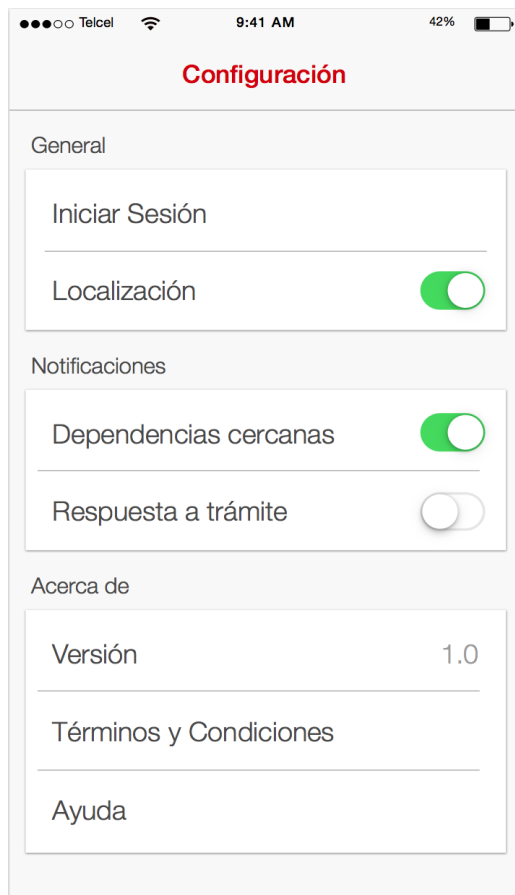 Telcel 9:41 AM 42%
Configuración
General
Iniciar Sesión
Localización
Notificaciones
Dependencias cercanas
Respuesta a trámite
Acerca de
Versión 1.0
Términos y Condiciones
Ayuda